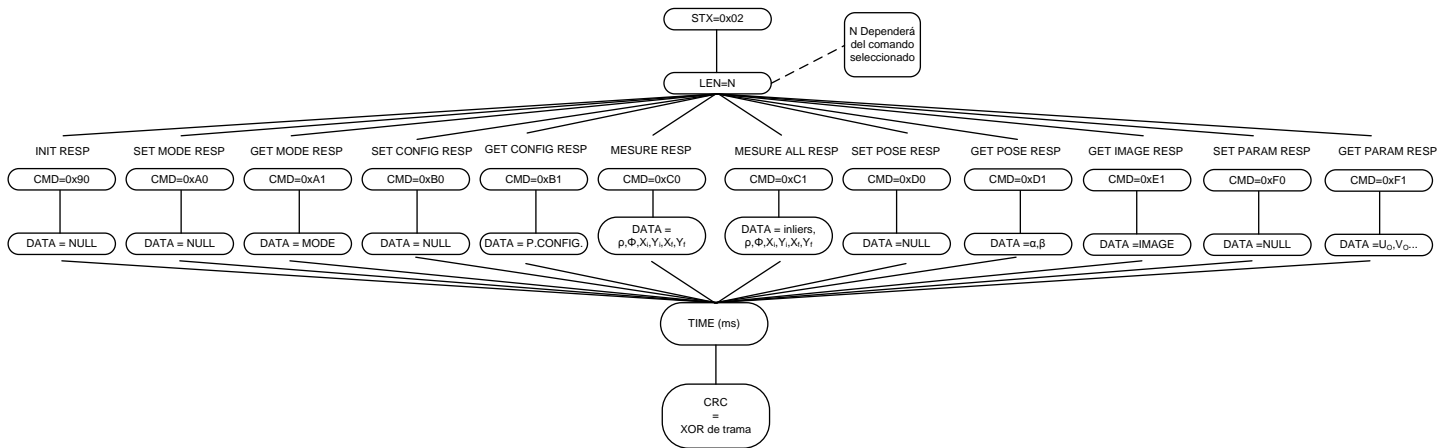 STX=0x02
N Dependerá
del comando
seleccionado
LEN=N
INIT RESP
SET MODE RESP
GET MODE RESP
SET CONFIG RESP
GET CONFIG RESP
MESURE RESP
MESURE ALL RESP
SET POSE RESP
GET POSE RESP
GET IMAGE RESP
SET PARAM RESP
GET PARAM RESP
CMD=0x90
CMD=0xA0
CMD=0xA1
CMD=0xB0
CMD=0xB1
CMD=0xC0
CMD=0xC1
CMD=0xD0
CMD=0xD1
CMD=0xE1
CMD=0xF0
CMD=0xF1
DATA = NULL
DATA = NULL
DATA = MODE
DATA = NULL
DATA = P.CONFIG.
DATA =
ρ,Φ,Xᵢ,Yᵢ,Xf,Yf
DATA = inliers,
ρ,Φ,Xᵢ,Yᵢ,Xf,Yf
DATA =NULL
DATA =α,β
DATA =IMAGE
DATA =NULL
DATA =U₀,V₀...
TIME (ms)
CRC
=
XOR de trama